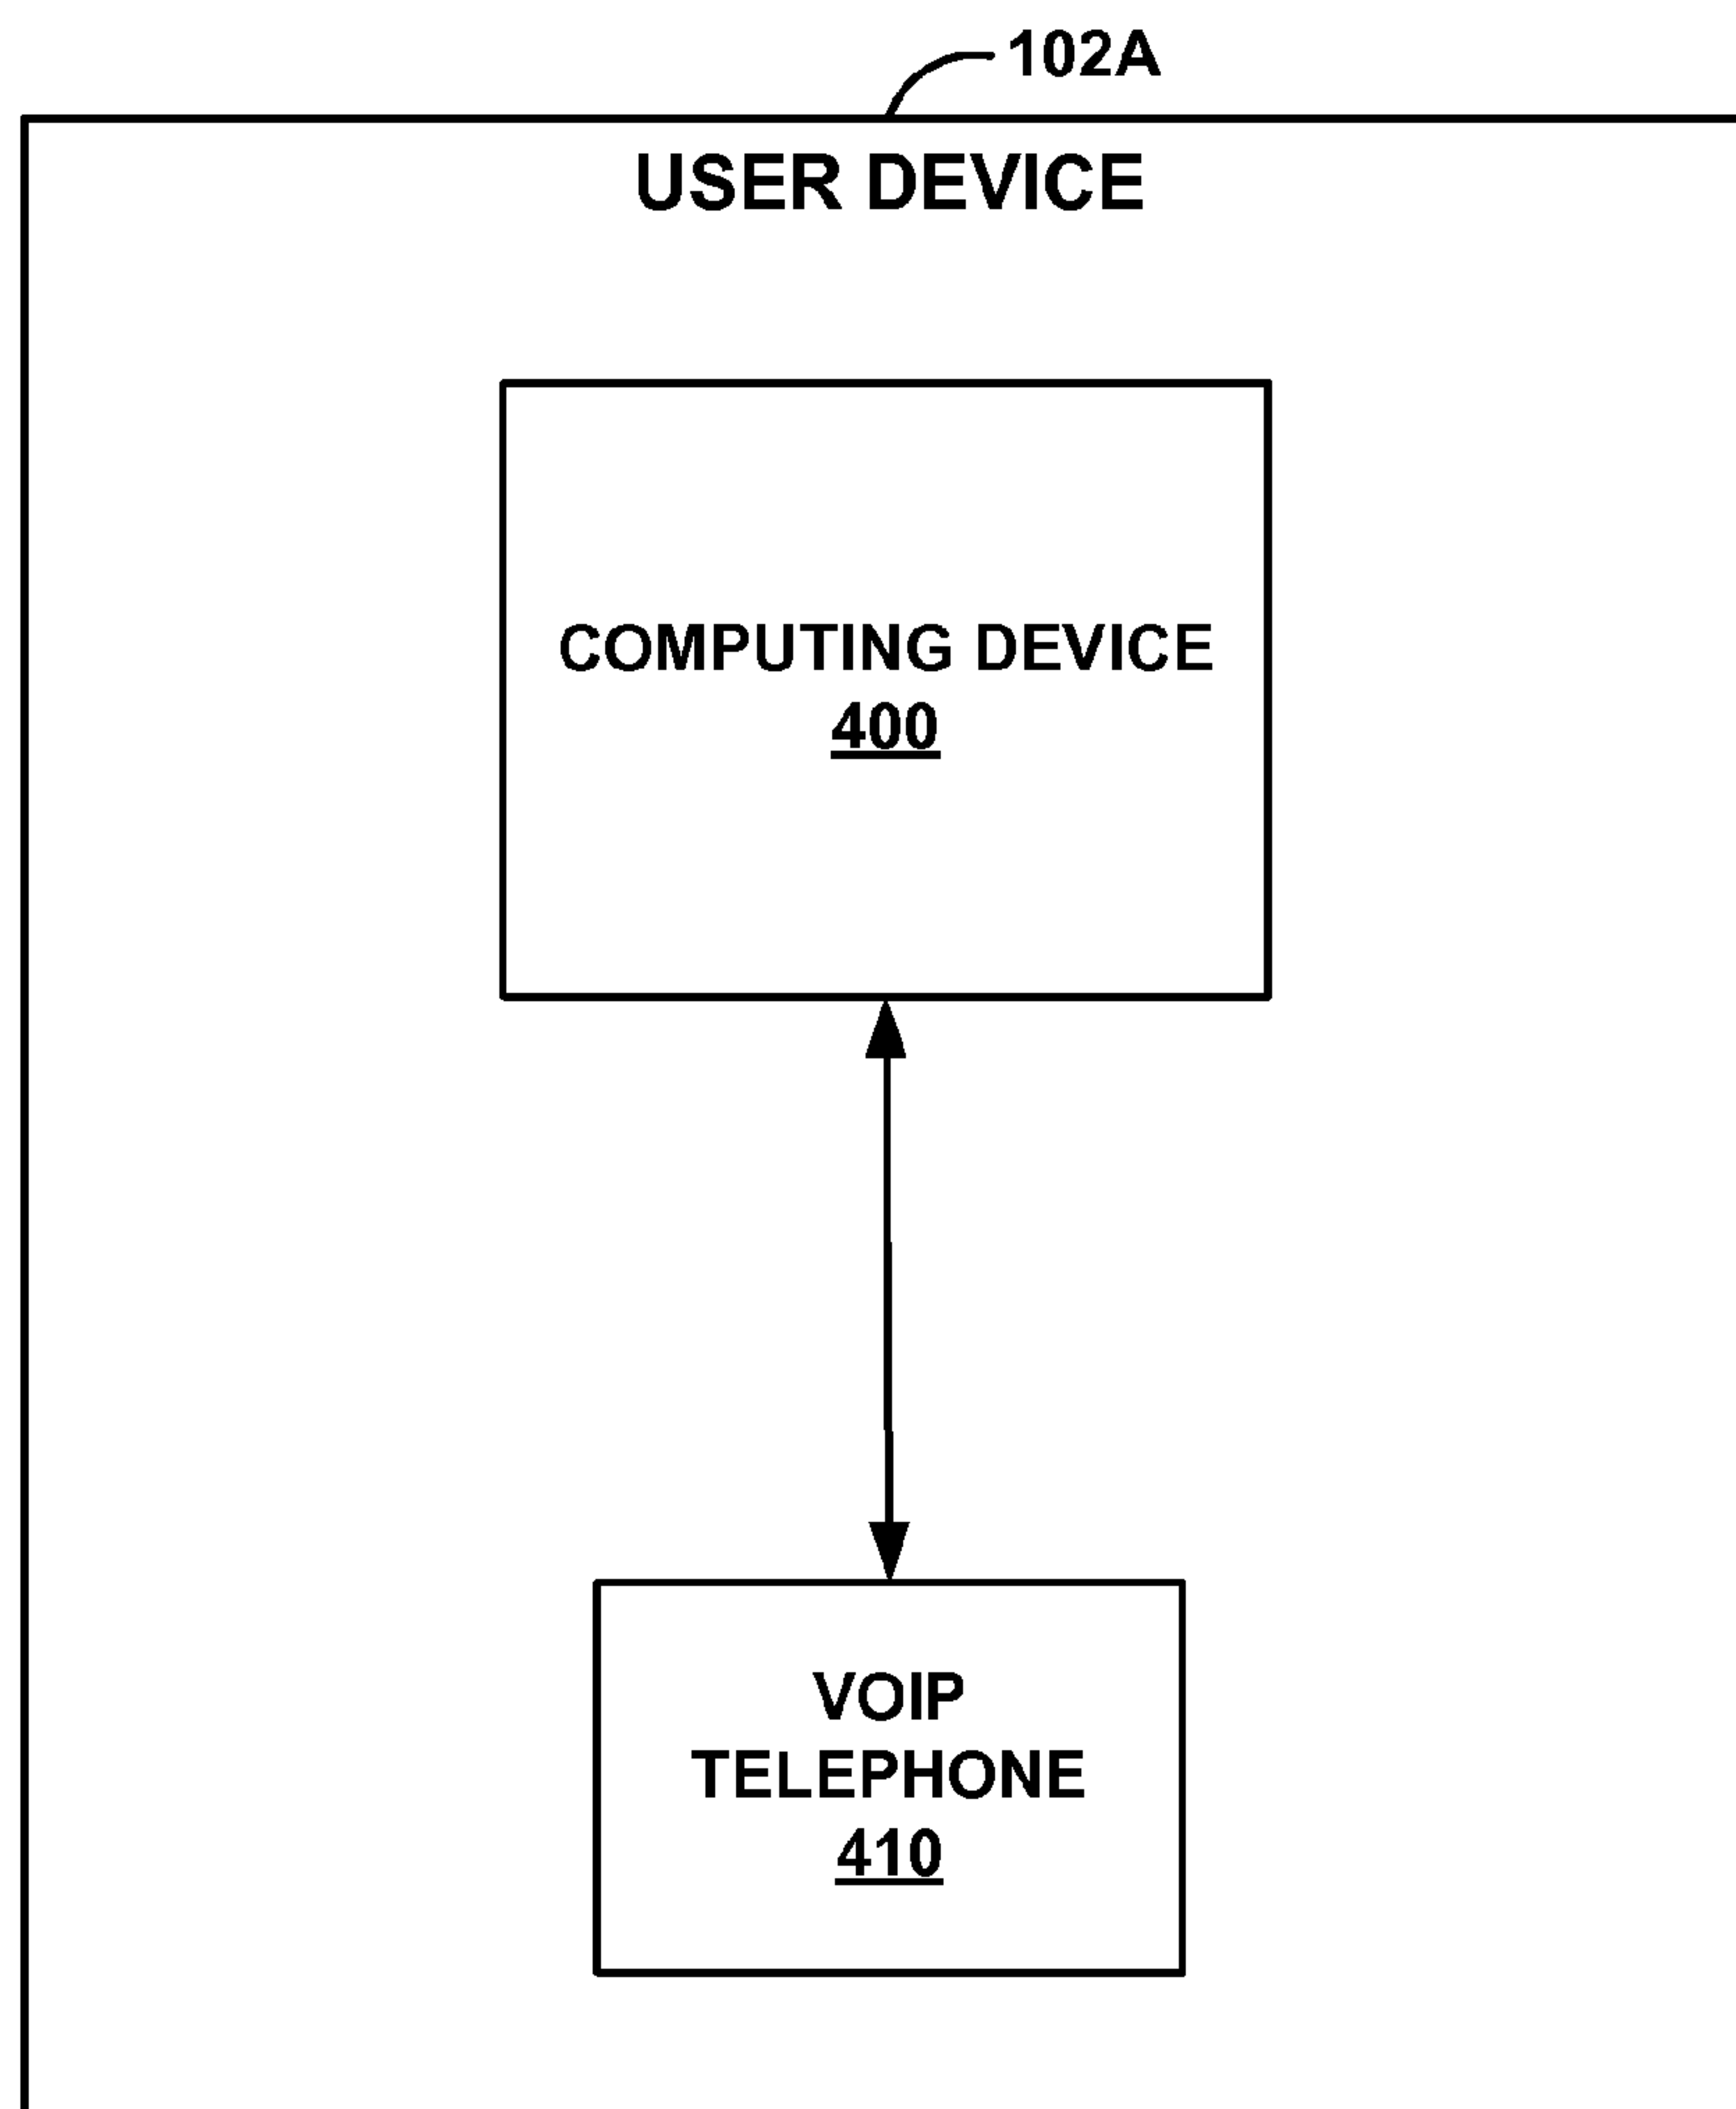 102A
USER DEVICE
COMPUTING DEVICE
400
VOIP
TELEPHONE
410